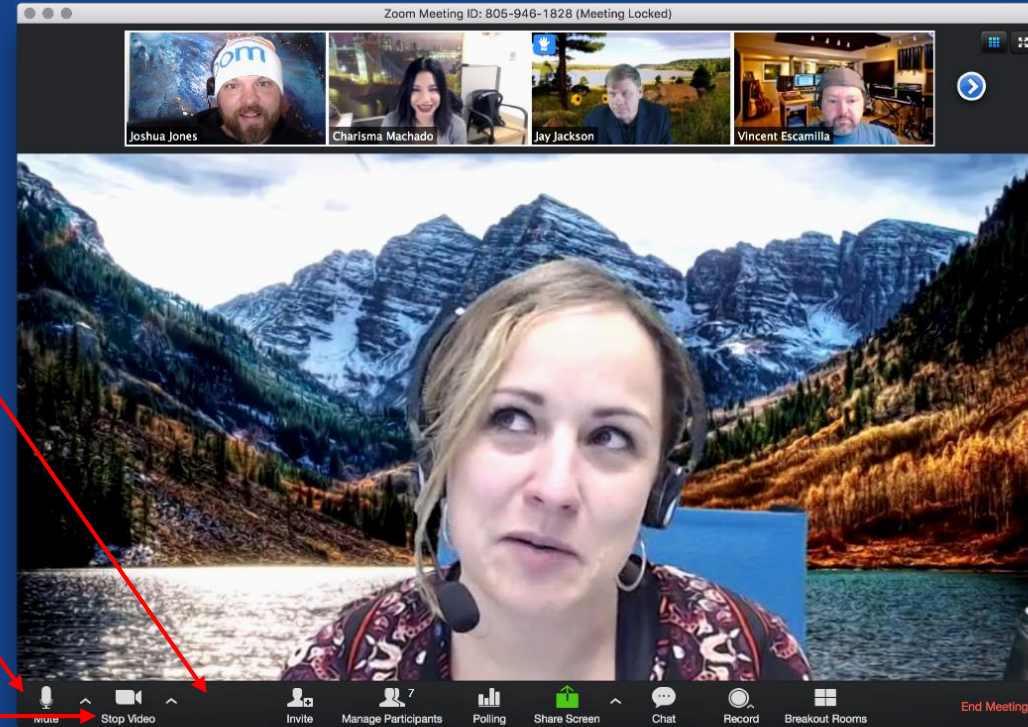 Zoom Meeting ID: 805-946-1828 (Meeting Locked)
om
Joshua Jones
Charisma Machado
Jay Jackson
Vincent Escamilla
7
Mute
Stop Video
Invite
Manage Participants
Polling
Share Screen
Chat
Record
Breakout Rooms
End Meeting